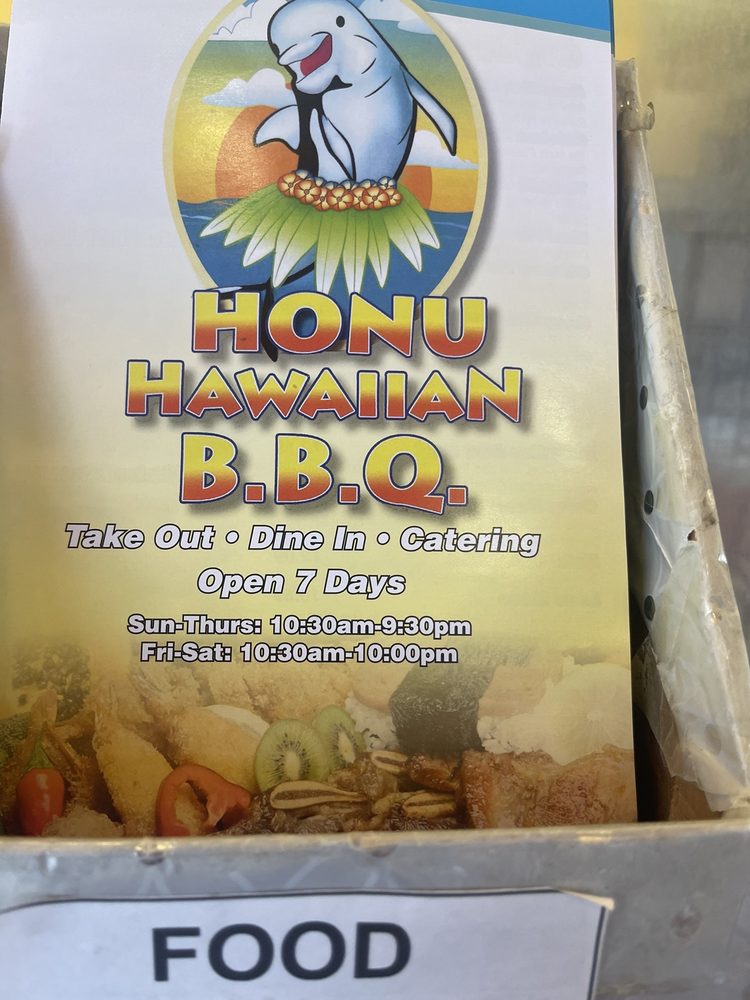 HONU
HAWAIIAN
B.B.Q.
Take Out • Dine In • Catering
Open 7 Days
Sun-Thurs: 10:30am-9:30pm
Fri-Sat: 10:30am-10:00pm
FOOD